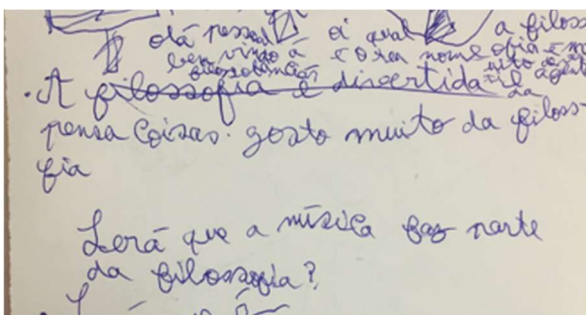 olá pessoal oi qual a filoso
bem vindo a é o seu nome ofia é m
A filosofia é divertida
pensa coisas. gosto muito da filoso
fia
Será que a música faz parte
da filosofia?